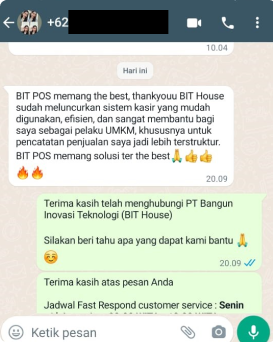 +62
10.04
Hari ini
BIT POS memang the best, thankyouu BIT House
sudah meluncurkan sistem kasir yang mudah
digunakan, efisien, dan sangat membantu bagi
saya sebagai pelaku UMKM, khususnya untuk
pencatatan penjualan saya jadi lebih terstruktur.
BIT POS memang solusi ter the best🙏👍👍
🔥🔥
20.09
Terima kasih telah menghubungi PT Bangun
Inovasi Teknologi (BIT House)
Silakan beri tahu apa yang dapat kami bantu 🙏
☺️
20.09
Terima kasih atas pesan Anda
Jadwal Fast Respond customer service : Senin
Ketik pesan